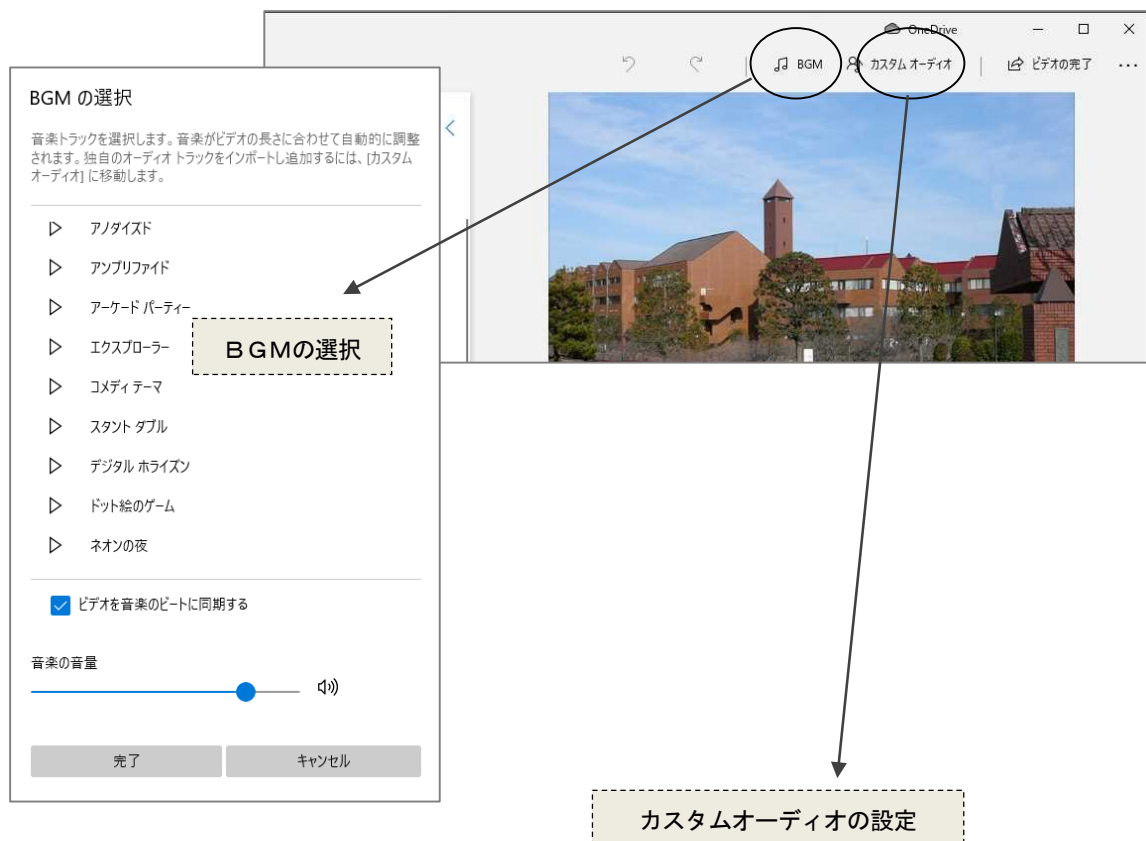 OneDrive
BGM
カスタム オーディオ
ビデオの完了
BGM の選択
音楽トラックを選択します。音楽がビデオの長さに合わせて自動的に調整
されます。独自のオーディオ トラックをインポートし追加するには、[カスタム
オーディオ] に移動します。
アノダイズド
アンプリファイド
アーケード パーティー
エクスプローラー
コメディ テーマ
スタント ダブル
デジタル ホライズン
ドット絵のゲーム
ネオンの夜
BGMの選択
ビデオを音楽のビートに同期する
音楽の音量
完了
キャンセル
カスタムオーディオの設定